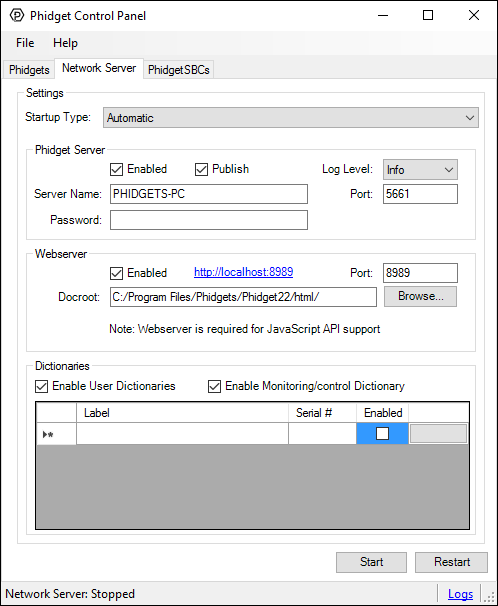 Phidget Control Panel
File Help
Phidgets Network Server PhidgetSBCs
Settings
Startup Type: Automatic
Phidget Server
Enabled Publish Log Level: Info
Server Name: PHIDGETS-PC Port: 5661
Password:
Webserver
Enabled http://localhost:8989 Port: 8989
Docroot: C:/Program Files/Phidgets/Phidget22/html/ Browse...
Note: Webserver is required for JavaScript API support
Dictionaries
Enable User Dictionaries Enable Monitoring/control Dictionary
Label Serial # Enabled
Start Restart
Network Server: Stopped Logs